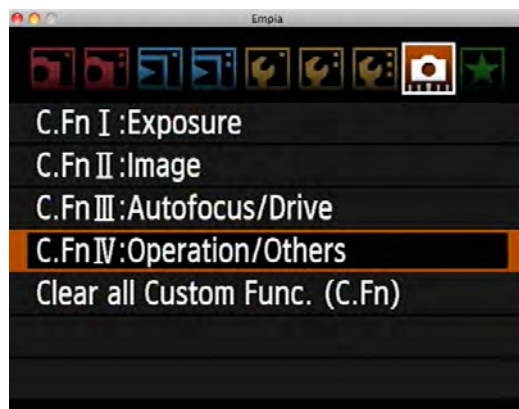 Empia
C.Fn Ⅰ :Exposure
C.Fn Ⅱ :Image
C.Fn Ⅲ :Autofocus/Drive
C.Fn Ⅳ :Operation/Others
Clear all Custom Func. (C.Fn)